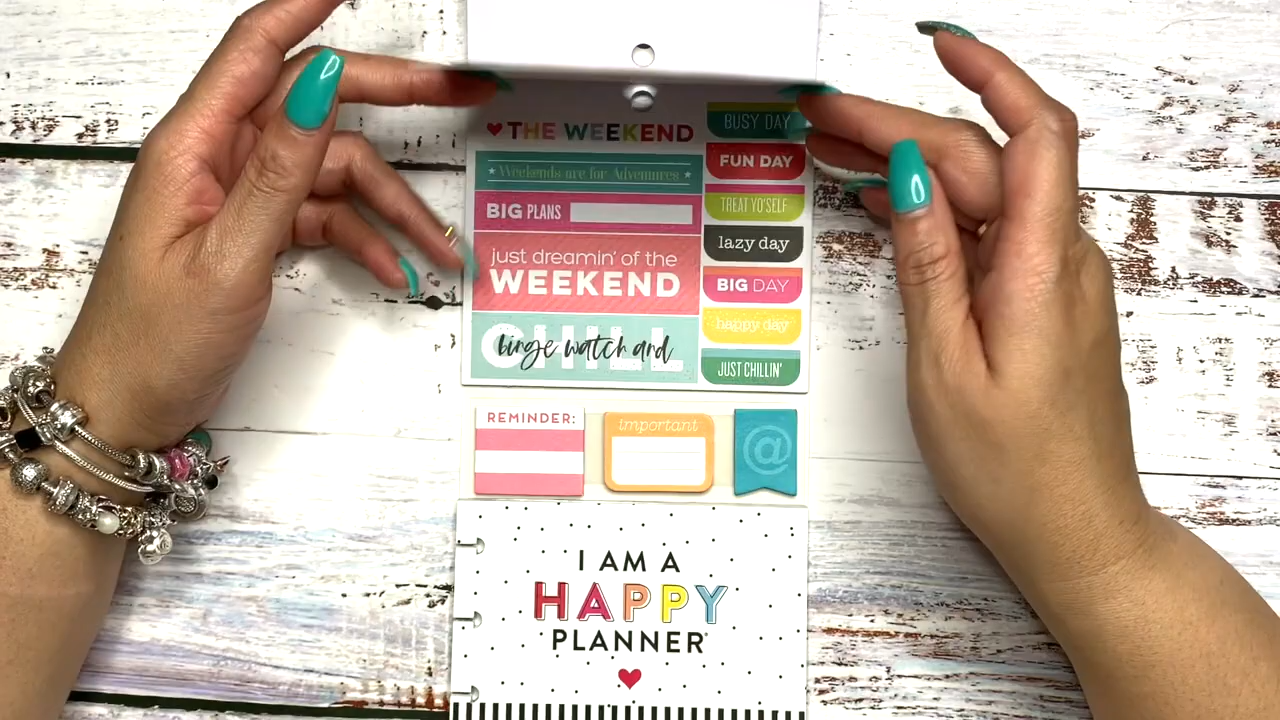 THE WEEKEND
Weekends are for Adventures
BIG PLANS
just dreamin' of the
WEEKEND
CHILL
binge watch and
BUSY DAY
FUN DAY
TREAT YO'SELF
lazy day
BIG DAY
happy day
JUST CHILLIN'
REMINDER:
important
@
I AM A
HAPPY
PLANNER